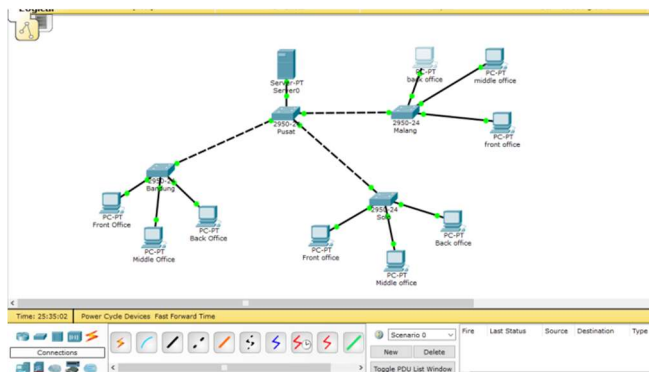 Logical
Server-PT
Server0
2950-24
Pusat
PC-PT
back office
PC-PT
middle office
2950-24
Malang
PC-PT
front office
2950-24
Bandung
PC-PT
Front Office
PC-PT
Middle Office
PC-PT
Back Office
2950-24
Solo
PC-PT
Front office
PC-PT
Middle office
PC-PT
Back office
Time: 25:35:02 Power Cycle Devices Fast Forward Time
Connections
Scenario 0
New Delete
Toggle PDU List Window
Fire Last Status Source Destination Type